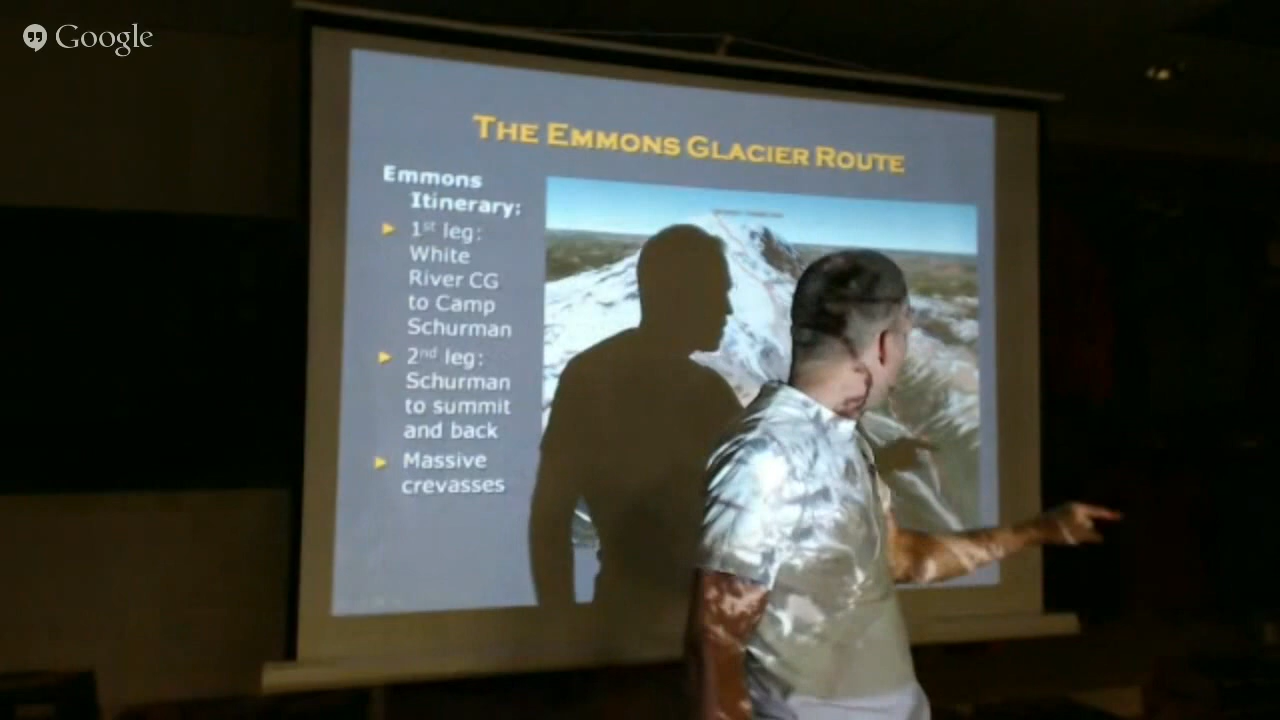 Google
The Emmons Glacier Route
Emmons
Itinerary:
1st leg:
White
River CG
to Camp
Schurman
2nd leg:
Schurman
to summit
and back
Massive
crevasses